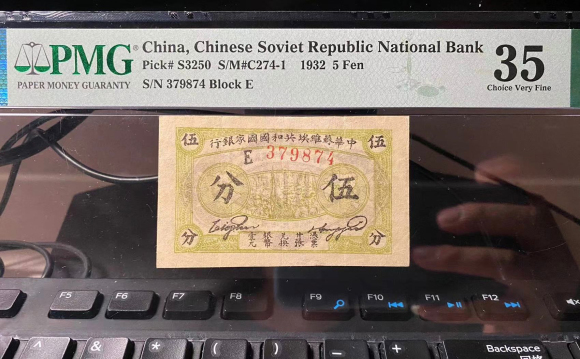 PMG
PAPER MONEY GUARANTY
China, Chinese Soviet Republic National Bank
Pick# S3250 S/M#C274-1 1932 5 Fen
S/N 379874 Block E
35
Choice Very Fine
伍 行銀家國國和共埃維蘇華中 伍
E 379874
分 伍
分 分
F5
F6
F7
F8
F9
F10
F11
F12
&
*
(
)
-
+
Backspace